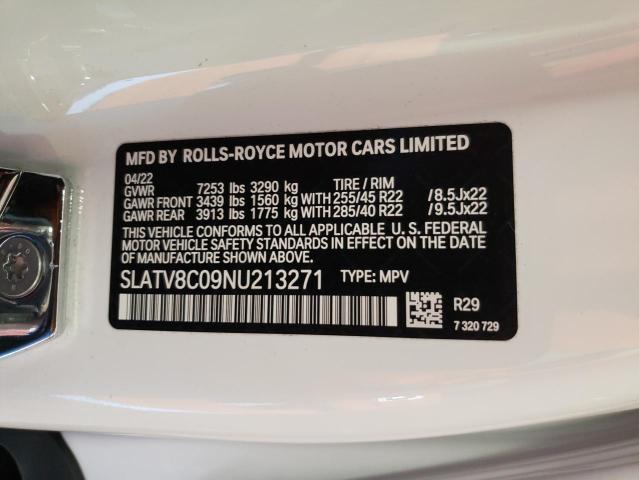 MFD BY ROLLS-ROYCE MOTOR CARS LIMITED
04/22
GVWR 7253 lbs 3290 kg TIRE / RIM
GAWR FRONT 3439 lbs 1560 kg WITH 255/45 R22 /8.5Jx22
GAWR REAR 3913 lbs 1775 kg WITH 285/40 R22 /9.5Jx22
THIS VEHICLE CONFORMS TO ALL APPLICABLE U. S. FEDERAL
MOTOR VEHICLE SAFETY STANDARDS IN EFFECT ON THE DATE
OF MANUFACTURE SHOWN ABOVE.
SLATV8C09NU213271 TYPE: MPV
R29
7 320 729